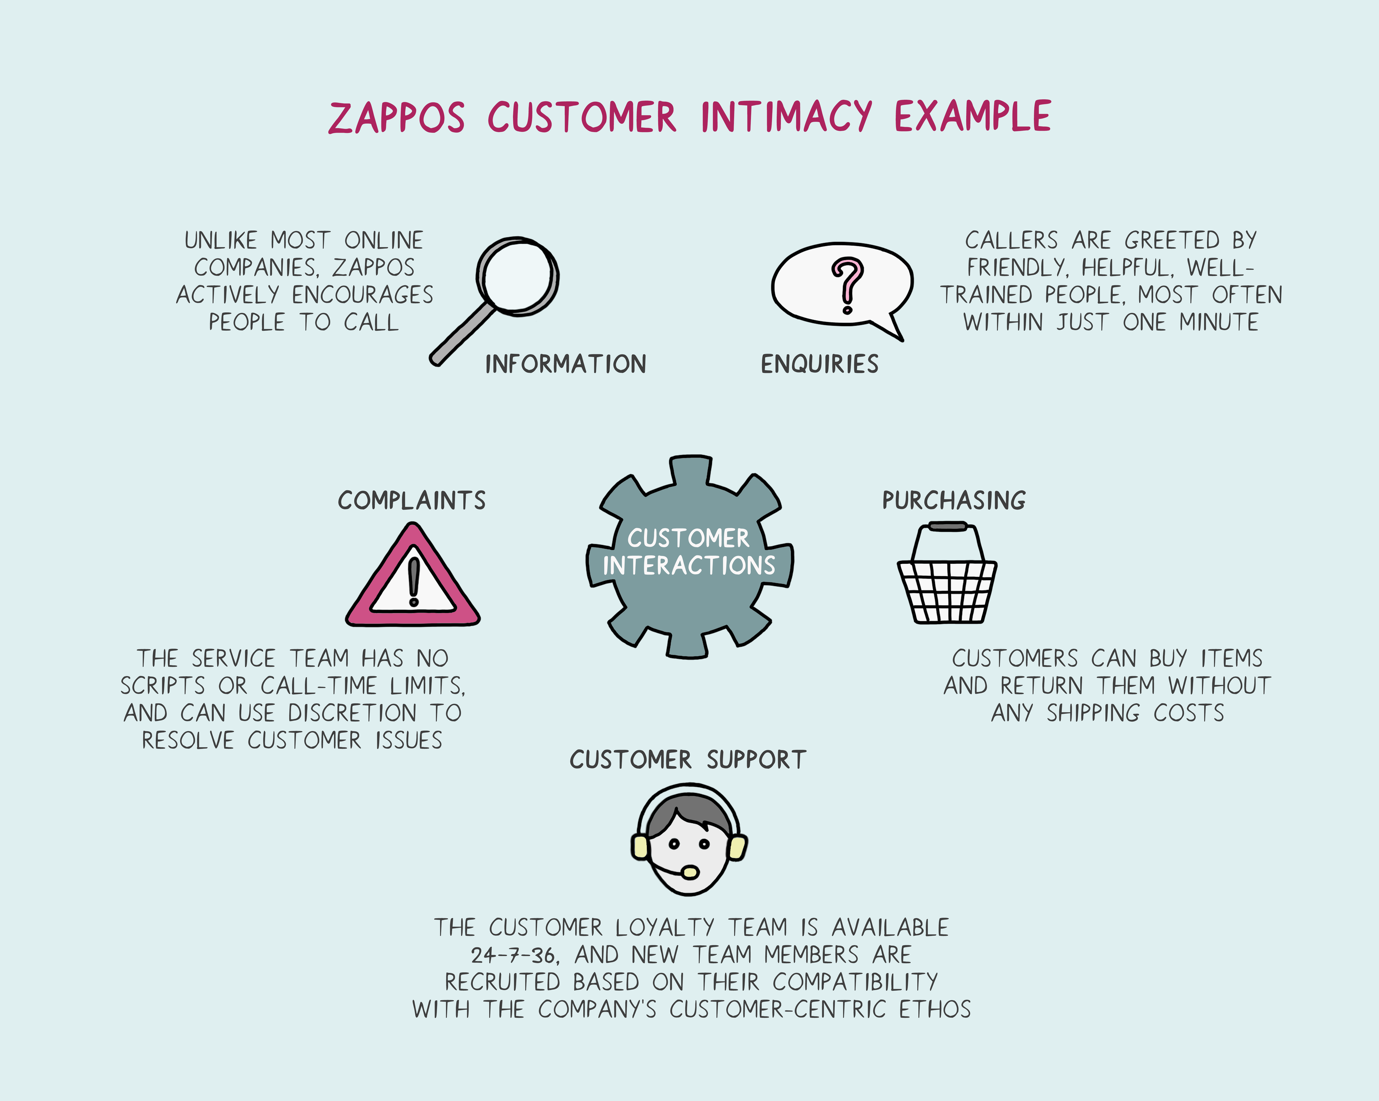 ZAPPOS CUSTOMER INTIMACY EXAMPLE
UNLIKE MOST ONLINE
COMPANIES, ZAPPOS
ACTIVELY ENCOURAGES
PEOPLE TO CALL
INFORMATION
CALLERS ARE GREETED BY
FRIENDLY, HELPFUL, WELL-
TRAINED PEOPLE, MOST OFTEN
WITHIN JUST ONE MINUTE
ENQUIRIES
COMPLAINTS
THE SERVICE TEAM HAS NO
SCRIPTS OR CALL-TIME LIMITS,
AND CAN USE DISCRETION TO
RESOLVE CUSTOMER ISSUES
CUSTOMER
INTERACTIONS
PURCHASING
CUSTOMERS CAN BUY ITEMS
AND RETURN THEM WITHOUT
ANY SHIPPING COSTS
CUSTOMER SUPPORT
THE CUSTOMER LOYALTY TEAM IS AVAILABLE
24-7-36, AND NEW TEAM MEMBERS ARE
RECRUITED BASED ON THEIR COMPATIBILITY
WITH THE COMPANY'S CUSTOMER-CENTRIC ETHOS